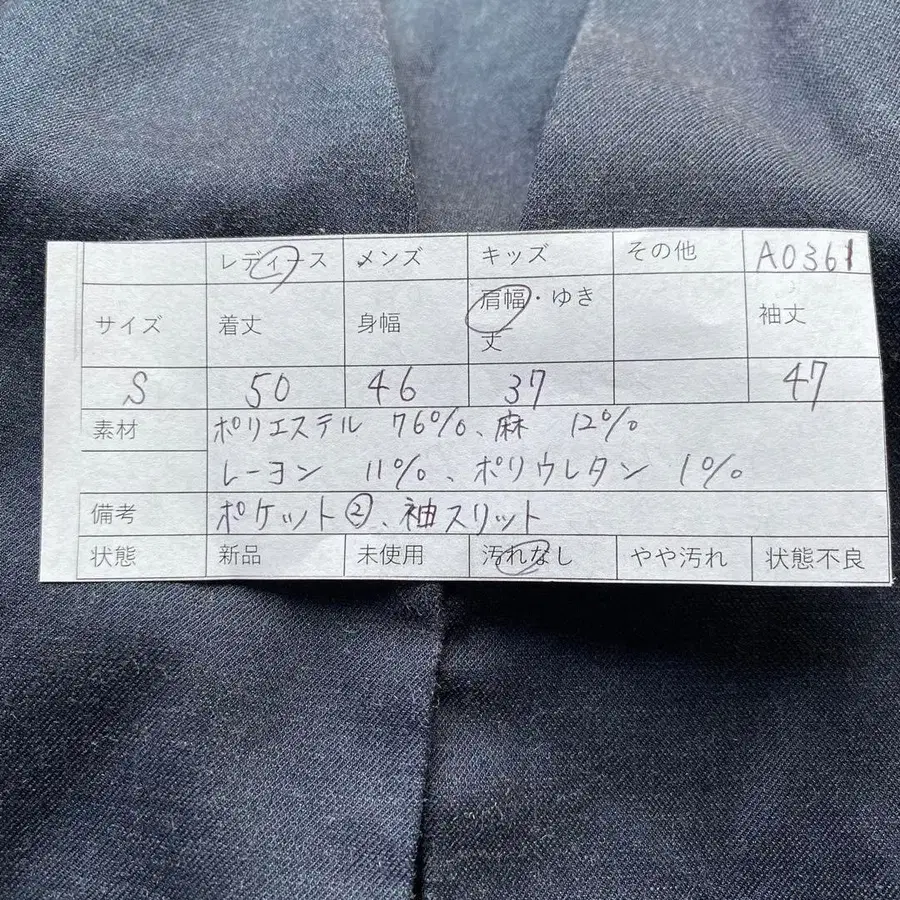 レディース メンズ キッズ その他 A0361
サイズ 着丈 身幅 肩幅・ゆき丈 袖丈
S 50 46 37 47
素材 ポリエステル 76%、麻 12%
レーヨン 11%、ポリウレタン 1%
備考 ポケット②、袖スリット
状態 新品 未使用 汚れなし やや汚れ 状態不良